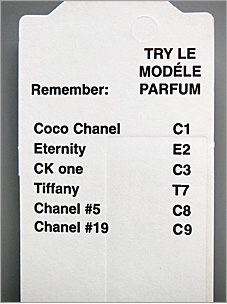 TRY LE
MODÉLE
Remember: PARFUM
Coco Chanel C1
Eternity E2
CK one C3
Tiffany T7
Chanel #5 C8
Chanel #19 C9